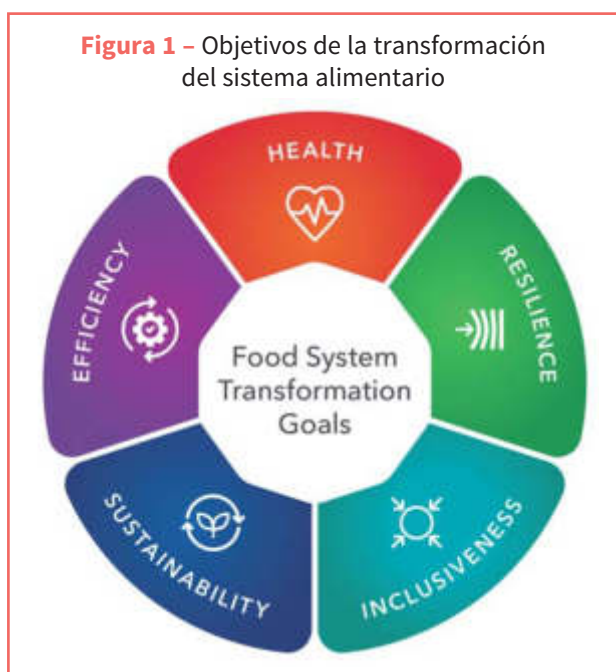 Figura 1 – Objetivos de la transformación
del sistema alimentario
HEALTH
RESILIENCE
INCLUSIVENESS
SUSTAINABILITY
EFFICIENCY
Food System
Transformation
Goals